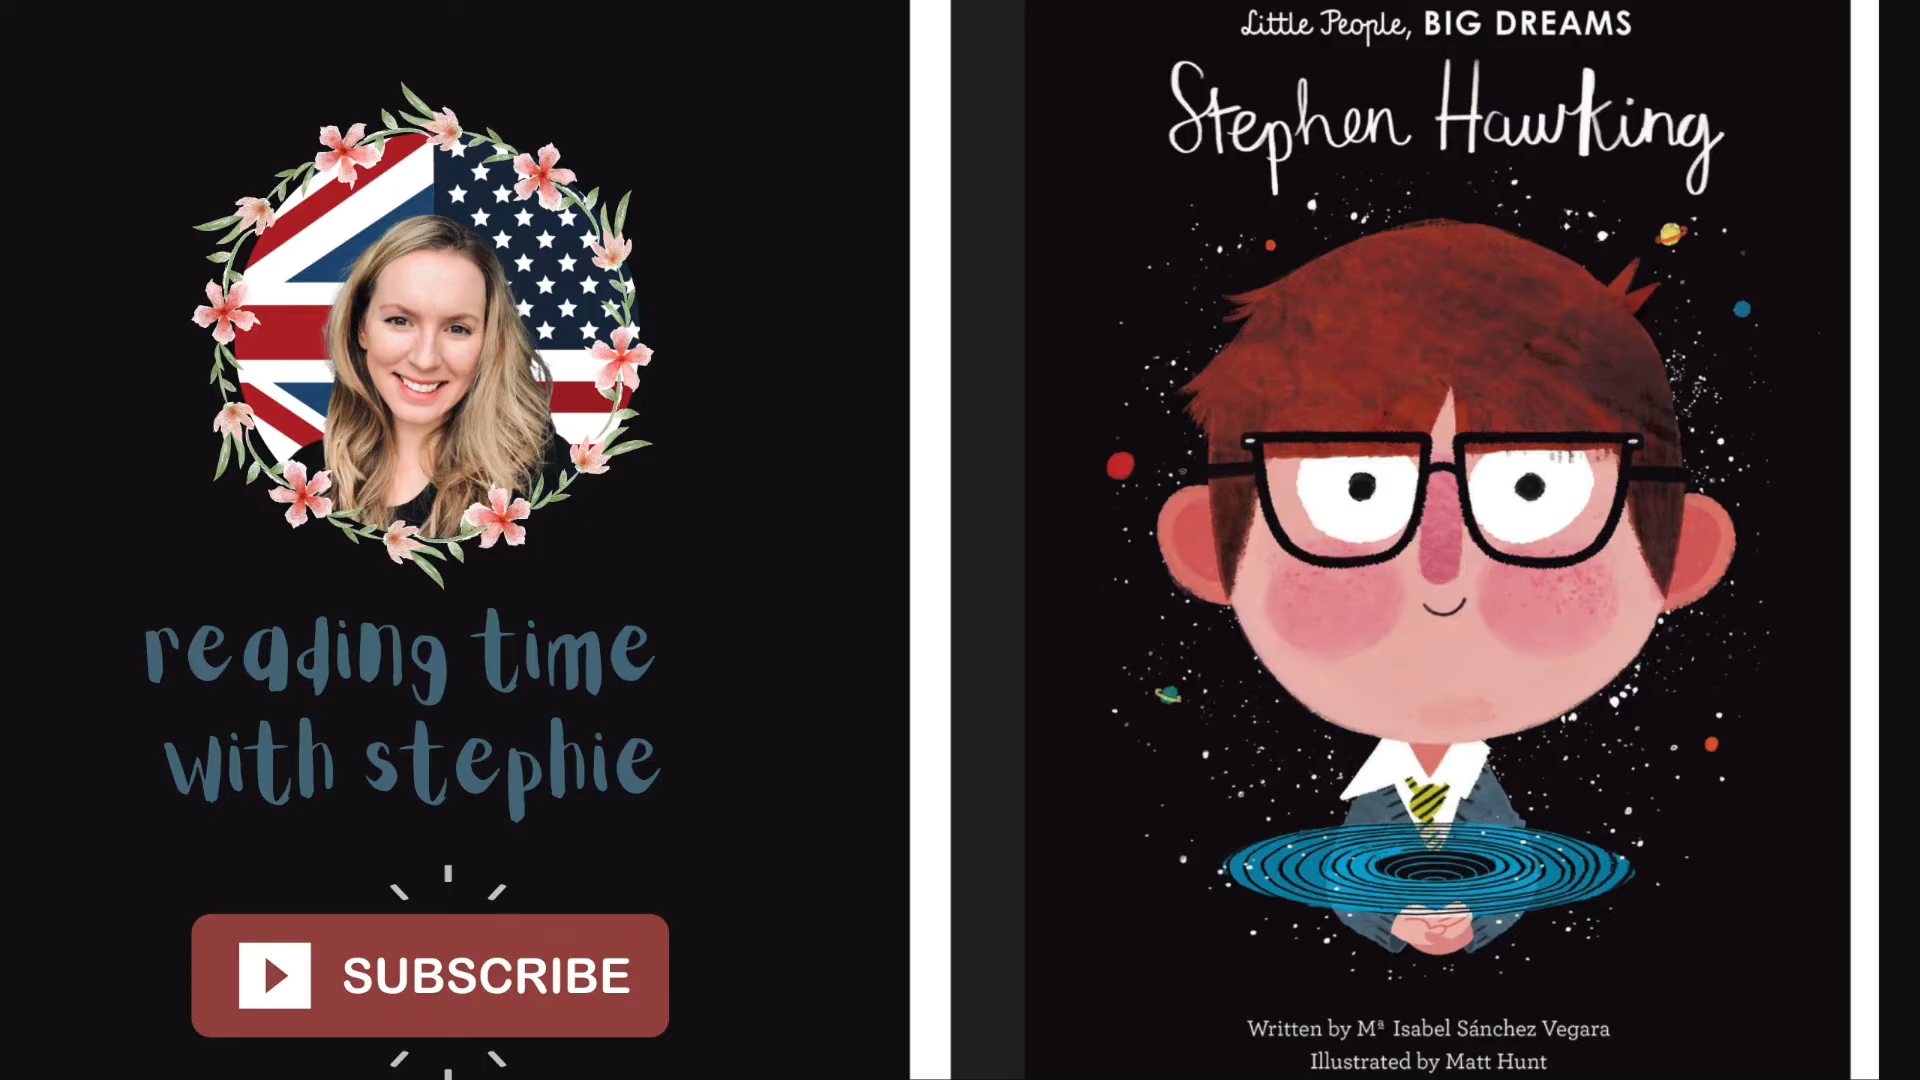 reading time
with stephie
SUBSCRIBE
Little People, BIG DREAMS
Stephen Hawking
Written by Mª Isabel Sánchez Vegara
Illustrated by Matt Hunt